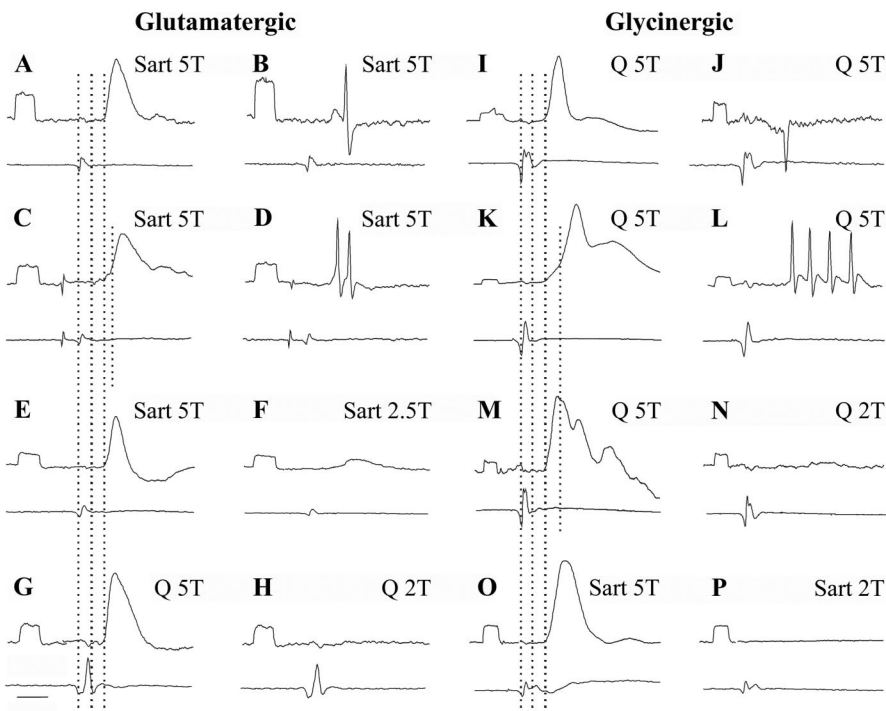 Glutamatergic Glycinergic
A Sart 5T B Sart 5T I Q 5T J Q 5T
C Sart 5T D Sart 5T K Q 5T L Q 5T
E Sart 5T F Sart 2.5T M Q 5T N Q 2T
G Q 5T H Q 2T O Sart 5T P Sart 2T